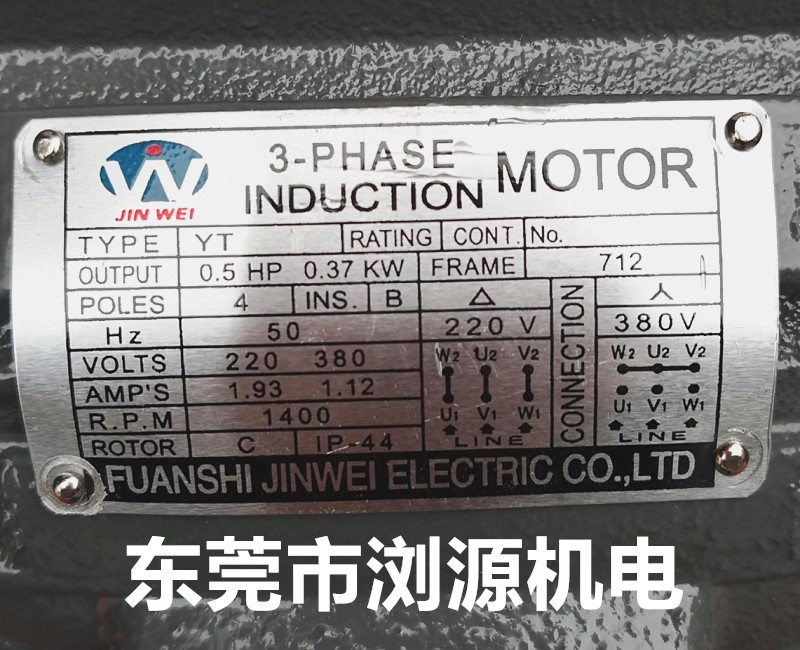 JIN WEI
3-PHASE
INDUCTION MOTOR
TYPE YT RATING CONT. No.
OUTPUT 0.5 HP 0.37 KW FRAME 712
POLES 4 INS. B △ 人
Hz 50 220 V CONNECTION 380V
VOLTS 220 380 W2 U2 V2 W2 U2 V2
AMP'S 1.93 1.12 U1 V1 W1 U1 V1 W1
R.P.M 1400 LINE LINE
ROTOR C IP-44
FUANSHI JINWEI ELECTRIC CO.,LTD
东莞市浏源机电